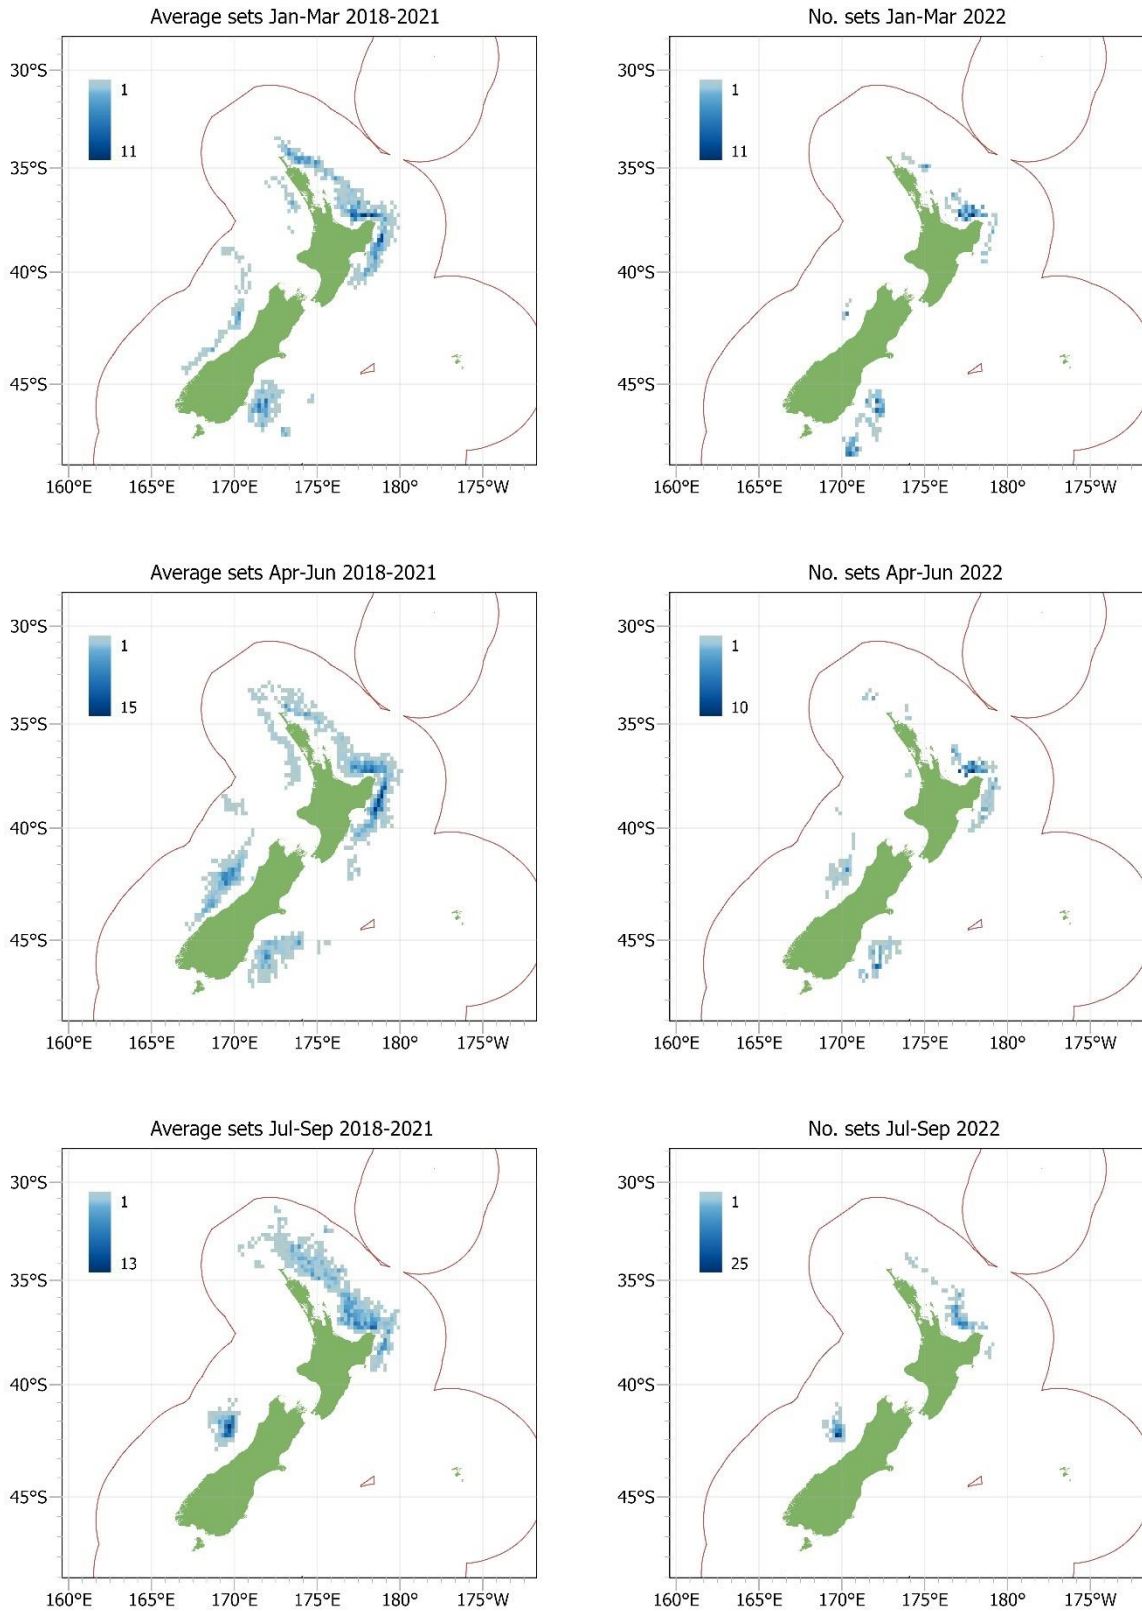 Average sets Jan-Mar 2018-2021
No. sets Jan-Mar 2022
30°S
1
11
35°S
40°S
45°S
160°E 165°E 170°E 175°E 180° 175°W
30°S
1
11
35°S
40°S
45°S
160°E 165°E 170°E 175°E 180° 175°W
Average sets Apr-Jun 2018-2021
No. sets Apr-Jun 2022
30°S
1
15
35°S
40°S
45°S
160°E 165°E 170°E 175°E 180° 175°W
30°S
1
10
35°S
40°S
45°S
160°E 165°E 170°E 175°E 180° 175°W
Average sets Jul-Sep 2018-2021
No. sets Jul-Sep 2022
30°S
1
13
35°S
40°S
45°S
160°E 165°E 170°E 175°E 180° 175°W
30°S
1
25
35°S
40°S
45°S
160°E 165°E 170°E 175°E 180° 175°W